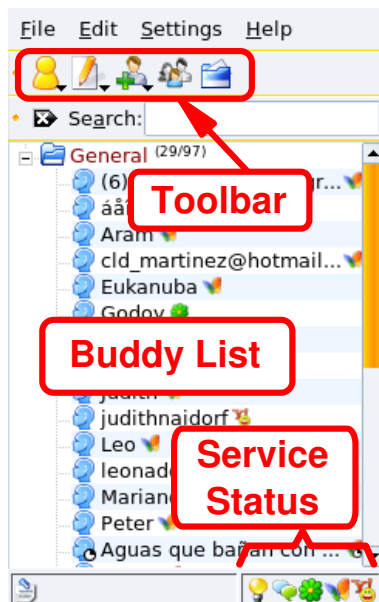 File Edit Settings Help
Search:
General (29/97)
(6)
Toolbar
Aram
cld_martinez@hotmail...
Eukanuba
Godoy
Buddy List
judith
judithnaidorf
Leo
Service
Status
Peter
Aguas que bañan con ...